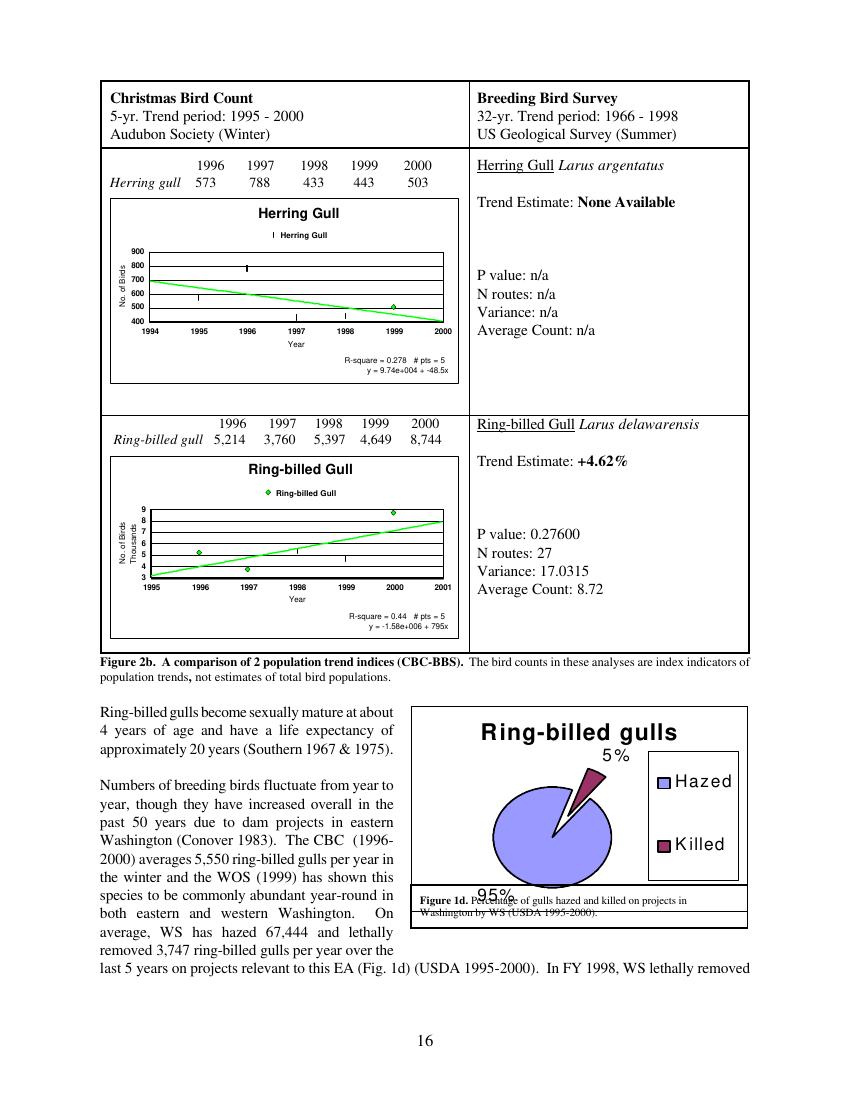 Christmas Bird Count
5-yr. Trend period: 1995 - 2000
Audubon Society (Winter)
Breeding Bird Survey
32-yr. Trend period: 1966 - 1998
US Geological Survey (Summer)
1996 1997 1998 1999 2000
Herring gull 573 788 433 443 503
Herring Gull
Herring Gull
No. of Birds
900
800
700
600
500
400
1994 1995 1996 1997 1998 1999 2000
Year
R-square = 0.278 # pts = 5
y = 9.74e+004 + -48.5x
Herring Gull Larus argentatus
Trend Estimate: None Available
P value: n/a
N routes: n/a
Variance: n/a
Average Count: n/a
1996 1997 1998 1999 2000
Ring-billed gull 5,214 3,760 5,397 4,649 8,744
Ring-billed Gull
Ring-billed Gull
No. of Birds
Thousands
9
8
7
6
5
4
3
1995 1996 1997 1998 1999 2000 2001
Year
R-square = 0.44 # pts = 5
y = -1.58e+006 + 795x
Ring-billed Gull Larus delawarensis
Trend Estimate: +4.62%
P value: 0.27600
N routes: 27
Variance: 17.0315
Average Count: 8.72
Figure 2b. A comparison of 2 population trend indices (CBC-BBS). The bird counts in these analyses are index indicators of
population trends, not estimates of total bird populations.
Ring-billed gulls become sexually mature at about
4 years of age and have a life expectancy of
approximately 20 years (Southern 1967 & 1975).
Numbers of breeding birds fluctuate from year to
year, though they have increased overall in the
past 50 years due to dam projects in eastern
Washington (Conover 1983). The CBC (1996-
2000) averages 5,550 ring-billed gulls per year in
the winter and the WOS (1999) has shown this
species to be commonly abundant year-round in
both eastern and western Washington. On
average, WS has hazed 67,444 and lethally
removed 3,747 ring-billed gulls per year over the
last 5 years on projects relevant to this EA (Fig. 1d) (USDA 1995-2000). In FY 1998, WS lethally removed
Ring-billed gulls
5%
Hazed
Killed
95%
Figure 1d. Percentage of gulls hazed and killed on projects in
Washington by WS (USDA 1995-2000).
16